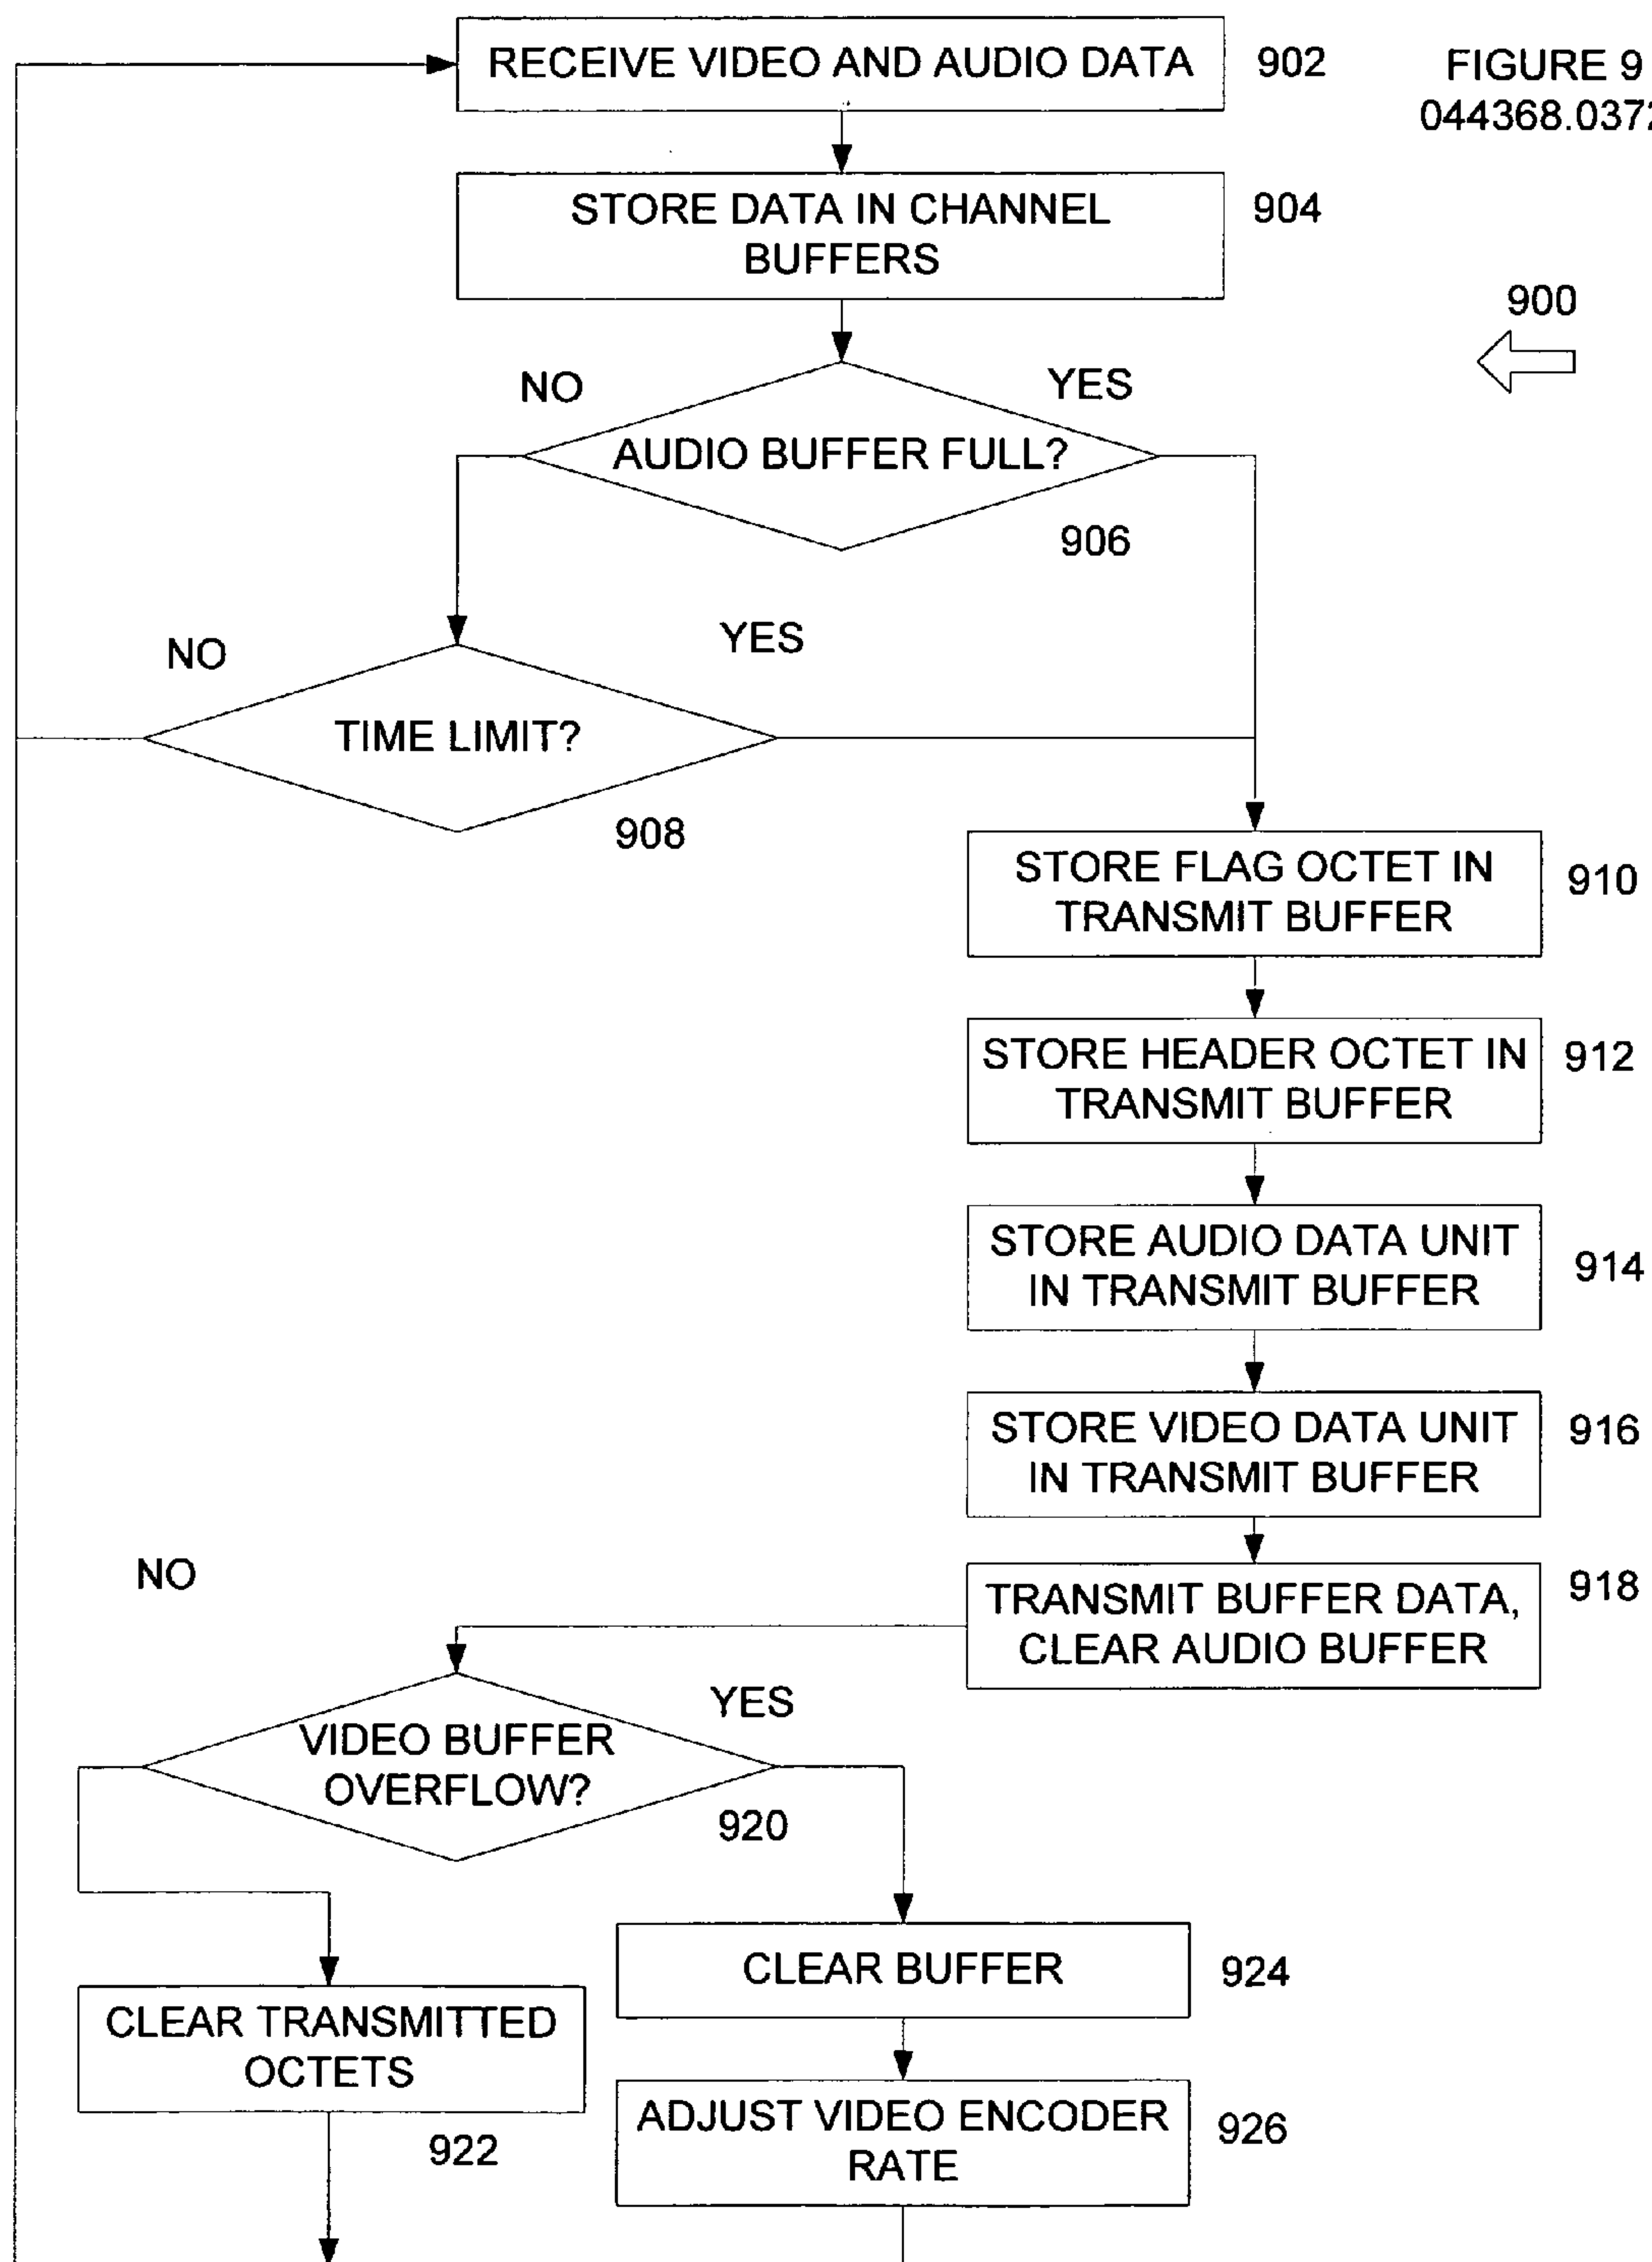 RECEIVE VIDEO AND AUDIO DATA
902
FIGURE 9
044368.0372
STORE DATA IN CHANNEL
BUFFERS
904
900
NO
YES
AUDIO BUFFER FULL?
906
NO
YES
TIME LIMIT?
908
STORE FLAG OCTET IN
TRANSMIT BUFFER
910
STORE HEADER OCTET IN
TRANSMIT BUFFER
912
STORE AUDIO DATA UNIT
IN TRANSMIT BUFFER
914
STORE VIDEO DATA UNIT
IN TRANSMIT BUFFER
916
NO
TRANSMIT BUFFER DATA,
CLEAR AUDIO BUFFER
918
YES
VIDEO BUFFER
OVERFLOW?
920
CLEAR BUFFER
924
CLEAR TRANSMITTED
OCTETS
922
ADJUST VIDEO ENCODER
RATE
926